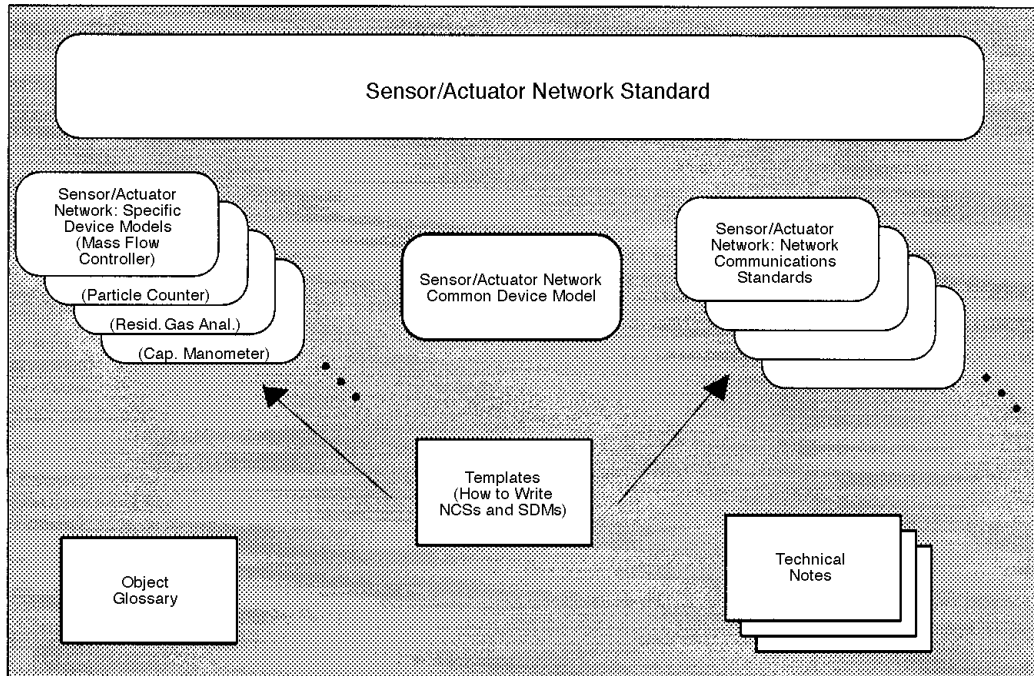 Sensor/Actuator Network Standard
Sensor/Actuator
Network: Specific
Device Models
(Mass Flow
Controller)
(Particle Counter)
(Resid. Gas Anal.)
(Cap. Manometer)
Sensor/Actuator Network
Common Device Model
Sensor/Actuator
Network: Network
Communications
Standards
Templates
(How to Write
NCSs and SDMs)
Object
Glossary
Technical
Notes